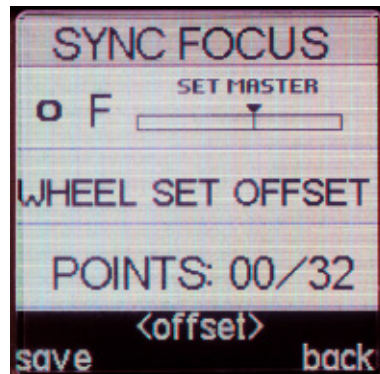 SYNC FOCUS
SET MASTER
o F
WHEEL SET OFFSET
POINTS: 00/32
<offset>
save back